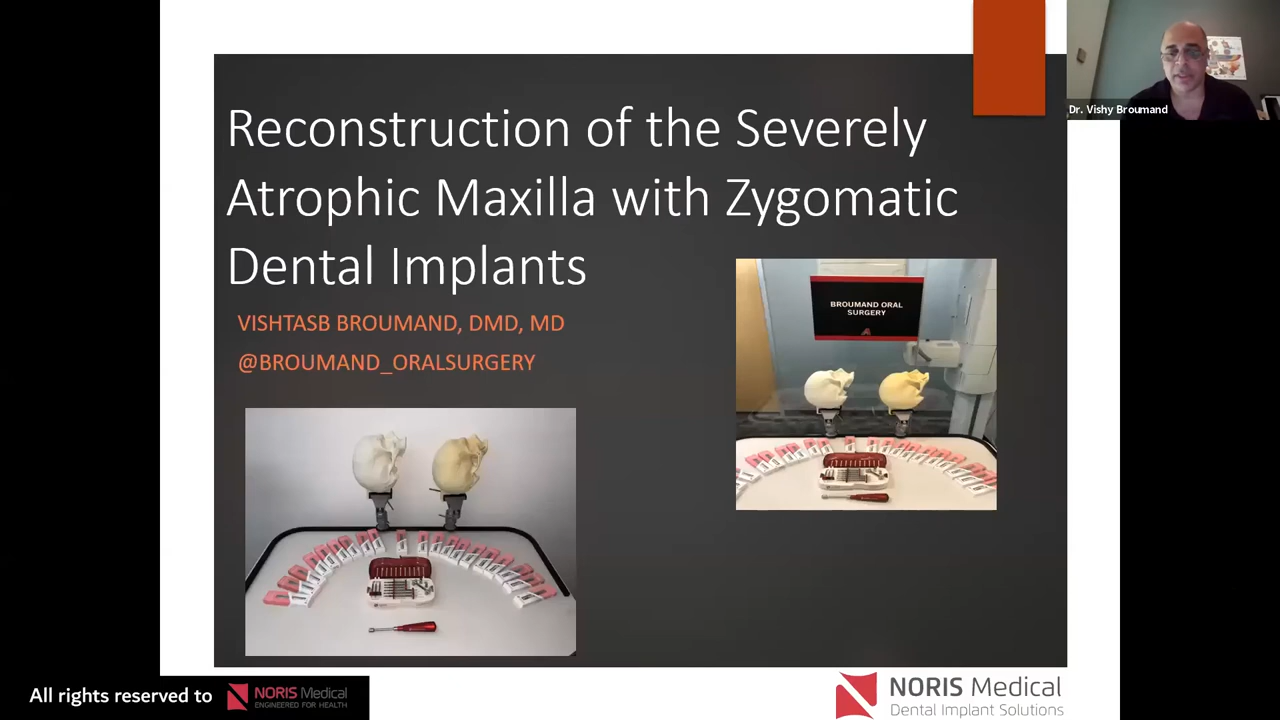 Reconstruction of the Severely
Atrophic Maxilla with Zygomatic
Dental Implants
VISHTASB BROUMAND, DMD, MD
@BROUMAND_ORALSURGERY
BROUMAND ORAL
SURGERY
Dr. Vishy Broumand
All rights reserved to
NORIS Medical
ENGINEERED FOR HEALTH
NORIS Medical
Dental Implant Solutions